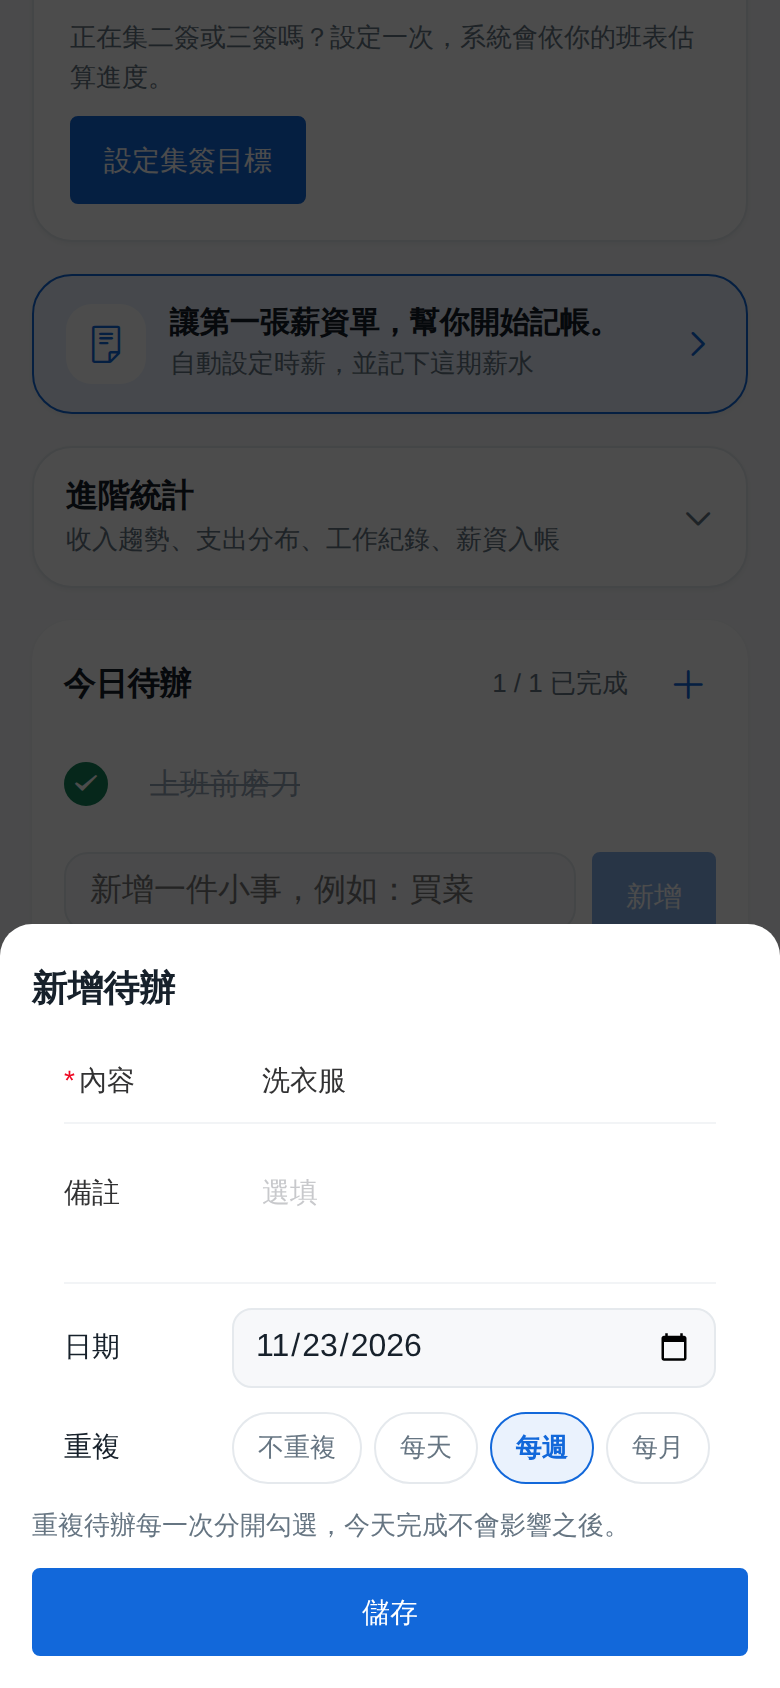 正在集二簽或三簽嗎？設定一次，系統會依你的班表估
算進度。
設定集簽目標
讓第一張薪資單，幫你開始記帳。
自動設定時薪，並記下這期薪水
進階統計
收入趨勢、支出分布、工作紀錄、薪資入帳
今日待辦 1 / 1 已完成
上班前磨刀
新增一件小事，例如：買菜 新增
新增待辦
*內容 洗衣服
備註 選填
日期 11/23/2026
重複 不重複 每天 每週 每月
重複待辦每一次分開勾選，今天完成不會影響之後。
儲存